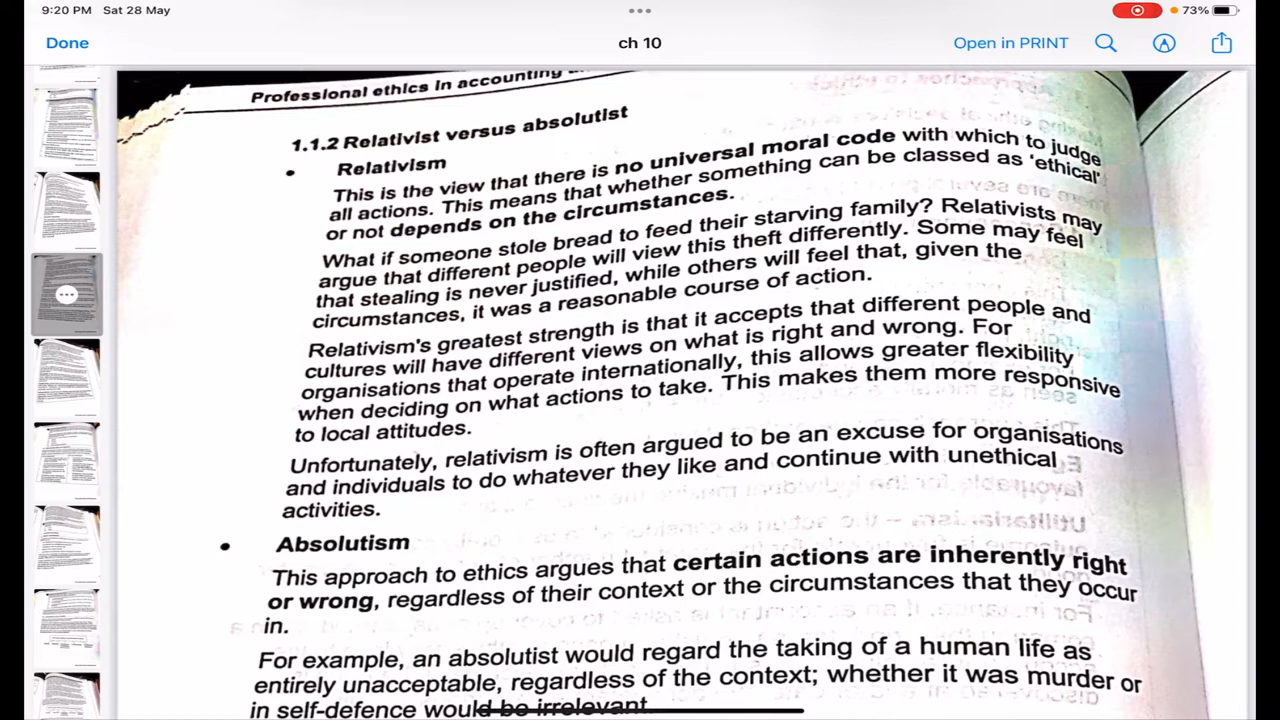 9:20 PM Sat 28 May
73%
Done
ch 10
Open in PRINT
Professional ethics in accounting
1.1.2 Relativist versus absolutist
• Relativism
This is the view that there is no universal moral code with which to judge
all actions. This means that whether something can be classed as 'ethical'
or not depends on the circumstances.
What if someone stole bread to feed their starving family? Relativists may
argue that different people will view this theft differently. Some may feel
that stealing is never justified, while others will feel that, given the
circumstances, it was a reasonable course of action.
Relativism's greatest strength is that it accepts that different people and
cultures will have different views on what is right and wrong. For
organisations that operate internationally, this allows greater flexibility
when deciding on what actions to take. This makes them more responsive
to local attitudes.
Unfortunately, relativism is often argued to be an excuse for organisations
and individuals to do whatever they like and continue with unethical
activities.
• Absolutism
This approach to ethics argues that certain actions are inherently right
or wrong, regardless of their context or the circumstances that they occur
in.
For example, an absolutist would regard the taking of a human life as
entirely unacceptable, regardless of the context; whether it was murder or
in self-defence would be irrelevant.